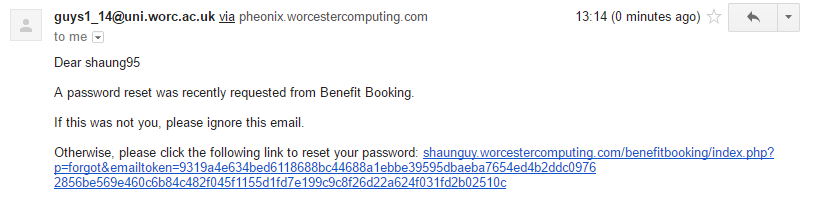 guys1_14@uni.worc.ac.uk via pheonix.worcestercomputing.com 13:14 (0 minutes ago)
to me
Dear shaung95
A password reset was recently requested from Benefit Booking.
If this was not you, please ignore this email.
Otherwise, please click the following link to reset your password: shaunguy.worcestercomputing.com/benefitbooking/index.php?
p=forgot&emailtoken=9319a4e634bed6118688bc44688a1ebbe39595dbaeba7654ed4b2ddc0976
2856be569e460c6b84c482f045f1155d1fd7e199c9c8f26d22a624f031fd2b02510c